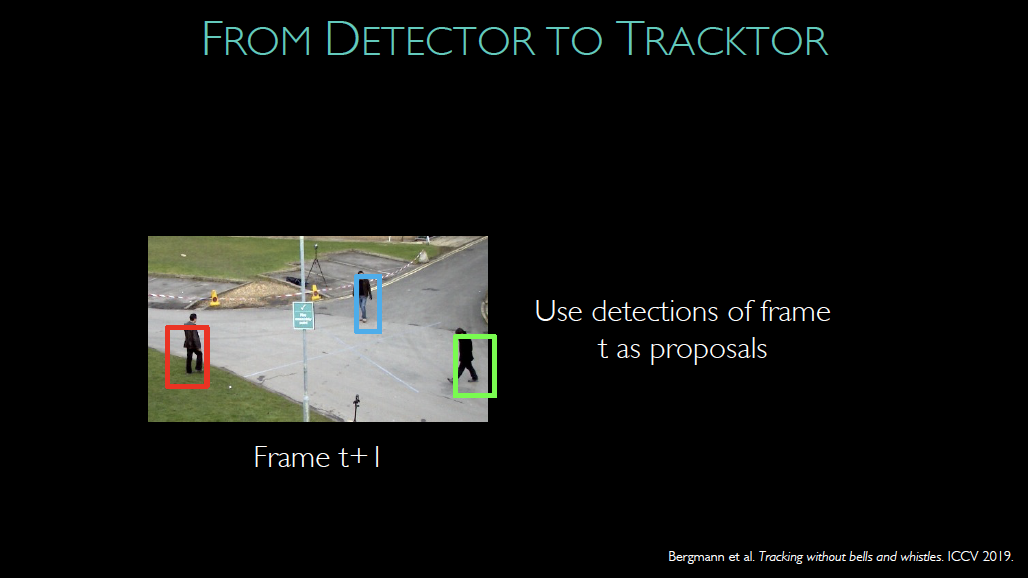 FROM DETECTOR TO TRACKTOR
Use detections of frame
t as proposals
Frame t+1
Bergmann et al. Tracking without bells and whistles. ICCV 2019.